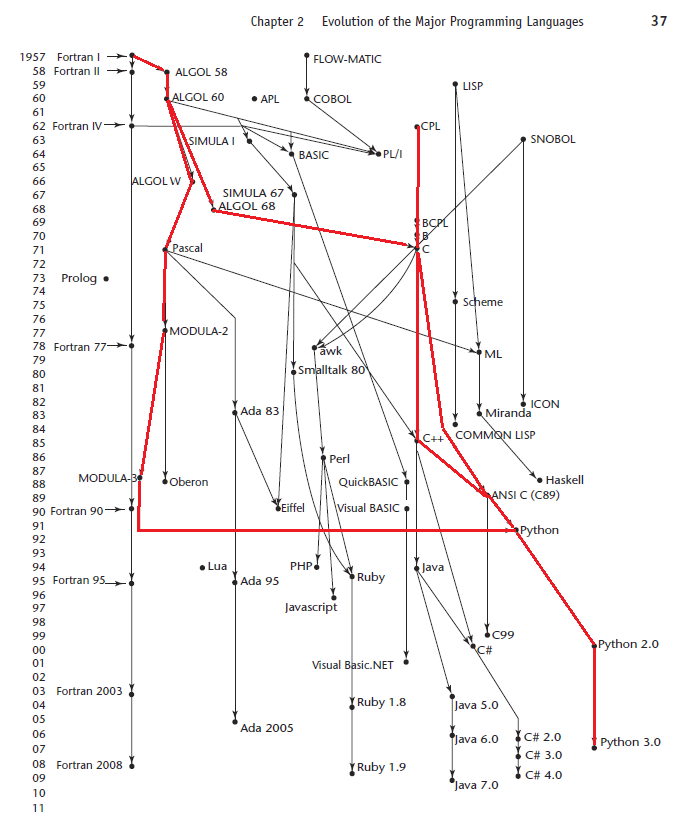 Chapter 2 Evolution of the Major Programming Languages 37
1957 Fortran I FLOW-MATIC
58 Fortran II ALGOL 58
59 LISP
60 ALGOL 60 APL COBOL
61
62 Fortran IV CPL
63 SIMULA I SNOBOL
64 BASIC PL/I
65
66 ALGOL W
67 SIMULA 67
68 ALGOL 68
69 BCPL
70 B
71 Pascal C
72
73 Prolog
74
75 Scheme
76
77 MODULA-2
78 Fortran 77 awk ML
79
80 Smalltalk 80
81
82 ICON
83 Ada 83 Miranda
84 COMMON LISP
85 C++
86 Perl
87
88 MODULA-3 Oberon QuickBASIC Haskell
89 ANSI C (C89)
90 Fortran 90 Eiffel Visual BASIC
91 Python
92
93
94 Lua PHP Java
95 Fortran 95 Ada 95 Ruby
96 Javascript
97
98
99 C99
00 C# Python 2.0
01 Visual Basic.NET
02
03 Fortran 2003
04 Ruby 1.8 Java 5.0
05 Ada 2005
06 Java 6.0 C# 2.0 Python 3.0
07 C# 3.0
08 Fortran 2008 Ruby 1.9 C# 4.0
09 Java 7.0
10
11